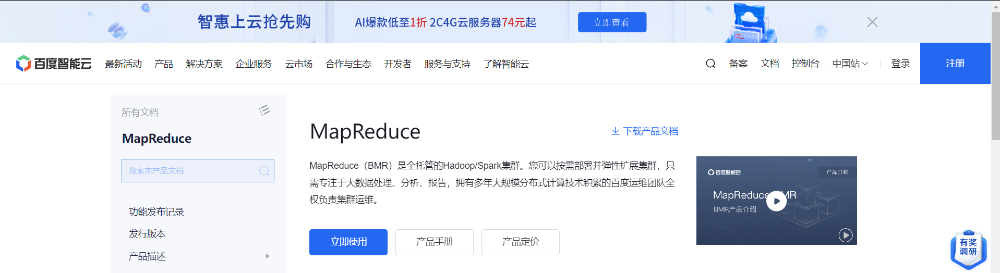 智惠上云抢先购
AI爆款低至1折 2C4G云服务器74元起
立即查看
百度智能云
最新活动
产品
解决方案
企业服务
云市场
合作与生态
开发者
服务与支持
了解智能云
备案
文档
控制台
中国站
登录
注册
所有文档
MapReduce
搜索本产品文档
功能发布记录
发行版本
产品描述
MapReduce
下载产品文档
MapReduce（BMR）是全托管的Hadoop/Spark集群。您可以按需部署并弹性扩展集群，只
需专注于大数据处理、分析、报告，拥有多年大规模分布式计算技术积累的百度运维团队全
权负责集群运维。
立即使用
产品手册
产品定价
百度智能云
产品介绍
MapReduce
MR
BMR产品介绍
有奖
调研